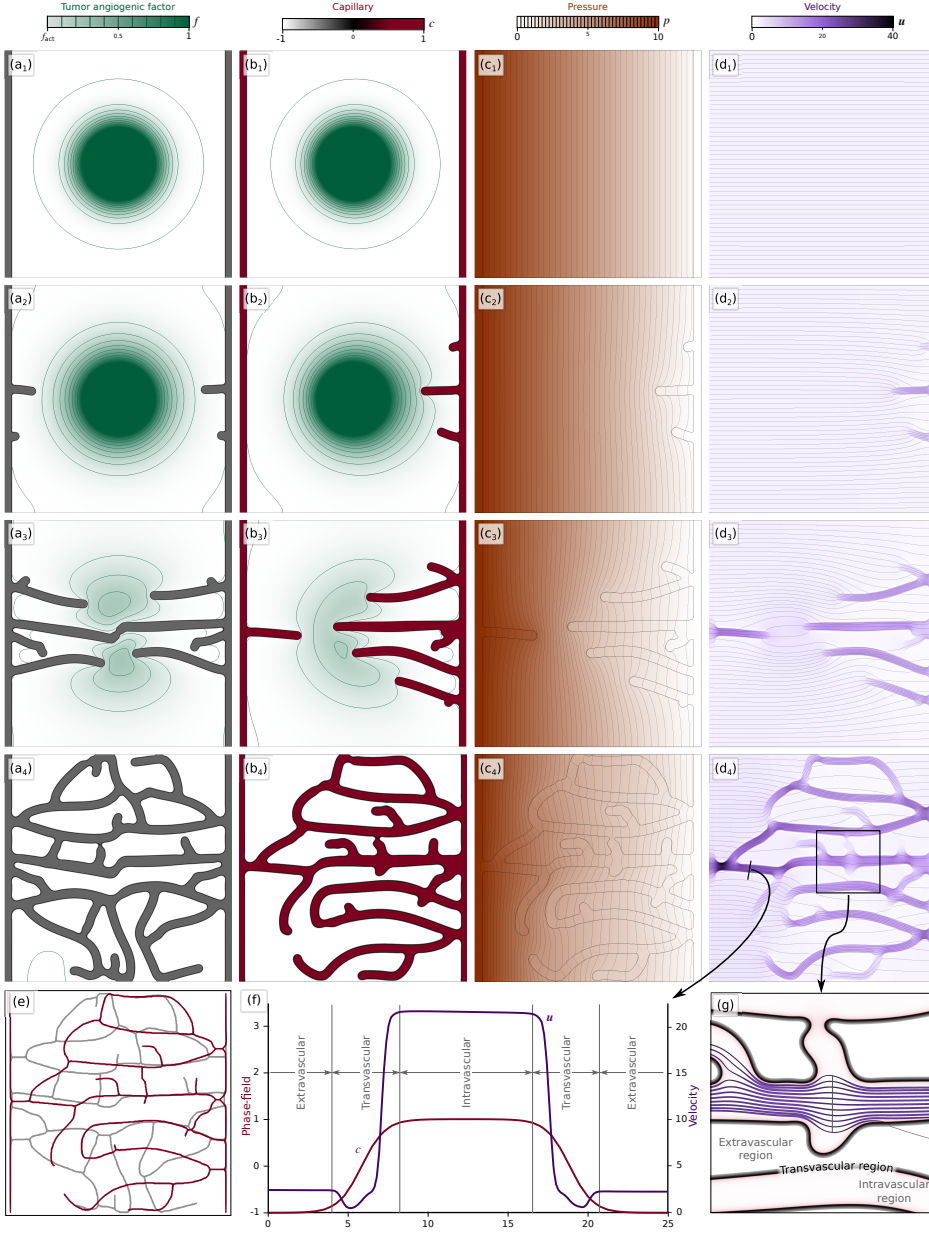 Tumor angiogenic factor
f
f_act 0.5 1
Capillary
c
-1 0 1
Pressure
p
0 5 10
Velocity
u
0 20 40
(a₁) (b₁) (c₁) (d₁)
(a₂) (b₂) (c₂) (d₂)
(a₃) (b₃) (c₃) (d₃)
(a₄) (b₄) (c₄) (d₄)
(e)
(f)
Phase-field
3
2
1
0
-1
0 5 10 15 20 25
Extravascular
Transvascular
Intravascular
Transvascular
Extravascular
u
c
20
15
10
5
0
Velocity
(g)
Extravascular
region
Transvascular region
Intravascular
region